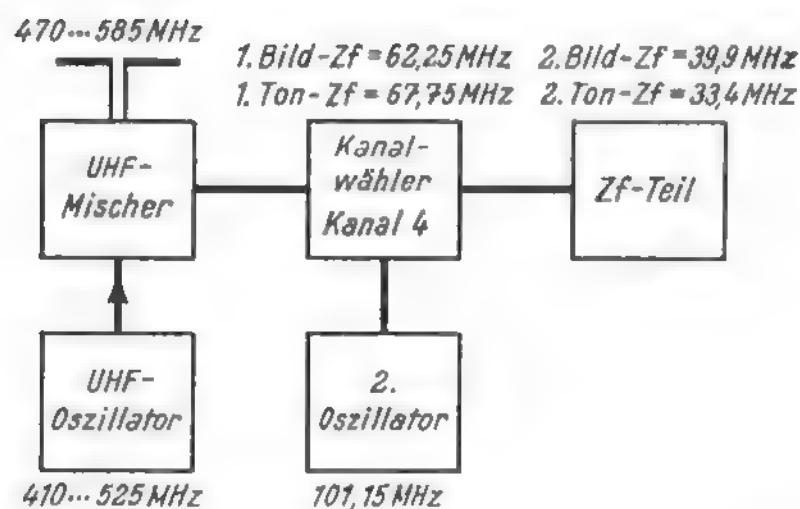 470... 585 MHz
1. Bild-Zf = 62,25 MHz 2. Bild-Zf = 39,9 MHz
1. Ton-Zf = 67,75 MHz 2. Ton-Zf = 33,4 MHz
UHF-
Mischer
Kanal-
wähler
Kanal 4
Zf-Teil
UHF-
Oszillator
2.
Oszillator
410... 525 MHz
101,15 MHz